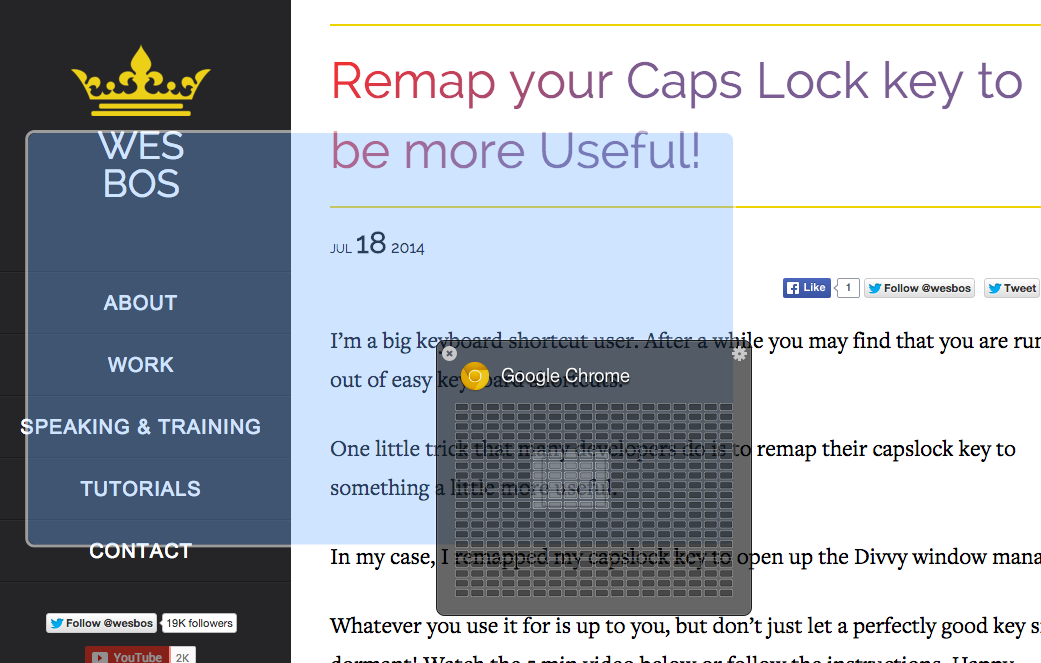 WES
BOS
ABOUT
WORK
SPEAKING & TRAINING
TUTORIALS
CONTACT
Follow @wesbos 19K followers
YouTube 2K
Remap your Caps Lock key to
be more Useful!
JUL 18 2014
Like 1 Follow @wesbos Tweet
I’m a big keyboard shortcut user. After a while you may find that you are
out of easy keyboard shortcuts.
Google Chrome
One little trick that many developers do is to remap their capslock key to
something a little more useful.
In my case, I remapped my capslock key to open up the Divvy window
Whatever you use it for is up to you, but don’t just let a perfectly good key
dormant! Watch the 5 min video below or follow the instructions. Happy